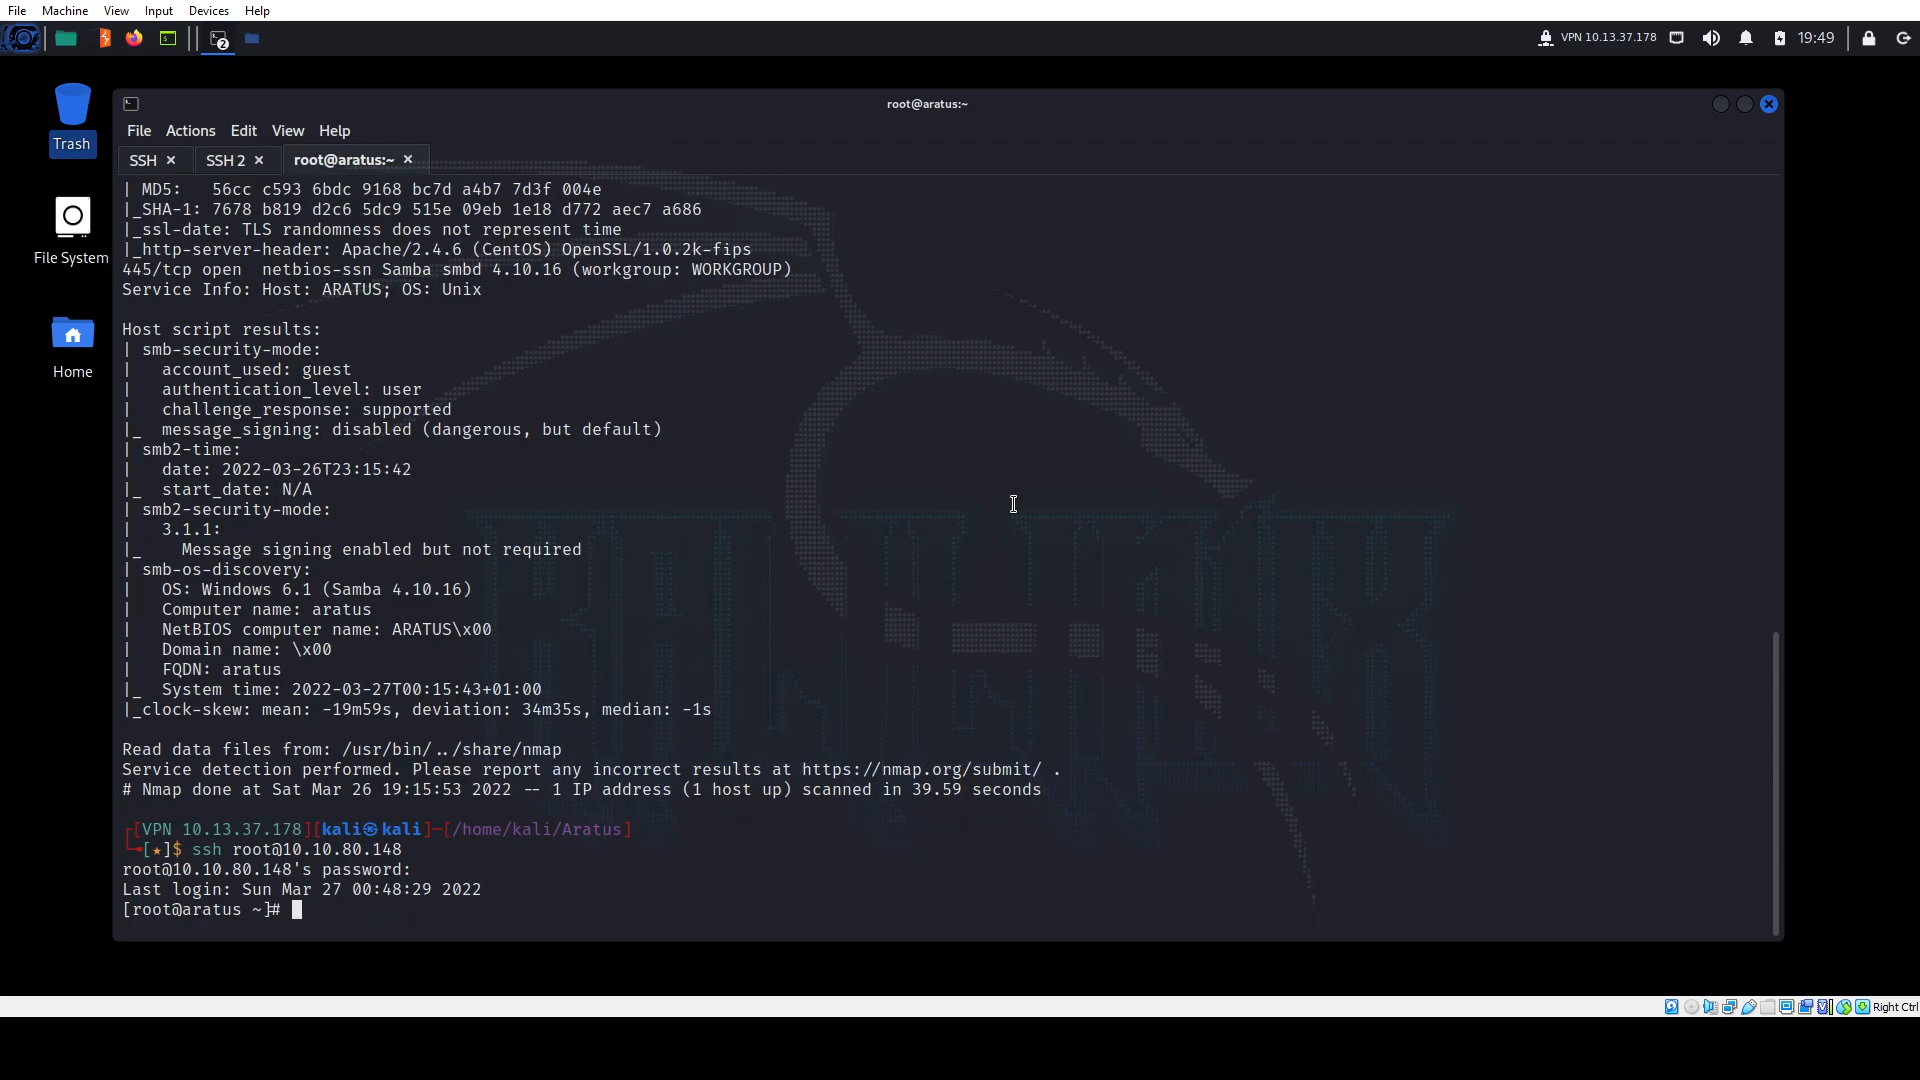 File Machine View Input Devices Help
VPN 10.13.37.178 19:49
Trash
File System
Home
root@aratus:~
File Actions Edit View Help
SSH × SSH 2 × root@aratus:~ ×
| MD5:   56cc c593 6bdc 9168 bc7d a4b7 7d3f 004e
|_SHA-1: 7678 b819 d2c6 5dc9 515e 09eb 1e18 d772 aec7 a686
|_ssl-date: TLS randomness does not represent time
|_http-server-header: Apache/2.4.6 (CentOS) OpenSSL/1.0.2k-fips
445/tcp open  netbios-ssn Samba smbd 4.10.16 (workgroup: WORKGROUP)
Service Info: Host: ARATUS; OS: Unix
Host script results:
| smb-security-mode:
|   account_used: guest
|   authentication_level: user
|   challenge_response: supported
|_  message_signing: disabled (dangerous, but default)
| smb2-time:
|   date: 2022-03-26T23:15:42
|_  start_date: N/A
| smb2-security-mode:
|   3.1.1:
|_    Message signing enabled but not required
| smb-os-discovery:
|   OS: Windows 6.1 (Samba 4.10.16)
|   Computer name: aratus
|   NetBIOS computer name: ARATUS\x00
|   Domain name: \x00
|   FQDN: aratus
|_  System time: 2022-03-27T00:15:43+01:00
|_clock-skew: mean: -19m59s, deviation: 34m35s, median: -1s
Read data files from: /usr/bin/../share/nmap
Service detection performed. Please report any incorrect results at https://nmap.org/submit/ .
# Nmap done at Sat Mar 26 19:15:53 2022 -- 1 IP address (1 host up) scanned in 39.59 seconds
┌[VPN 10.13.37.178][kali㉿kali]─[/home/kali/Aratus]
└─[★]$ ssh root@10.10.80.148
root@10.10.80.148's password:
Last login: Sun Mar 27 00:48:29 2022
[root@aratus ~]#
KALI LINUX
Right Ctrl